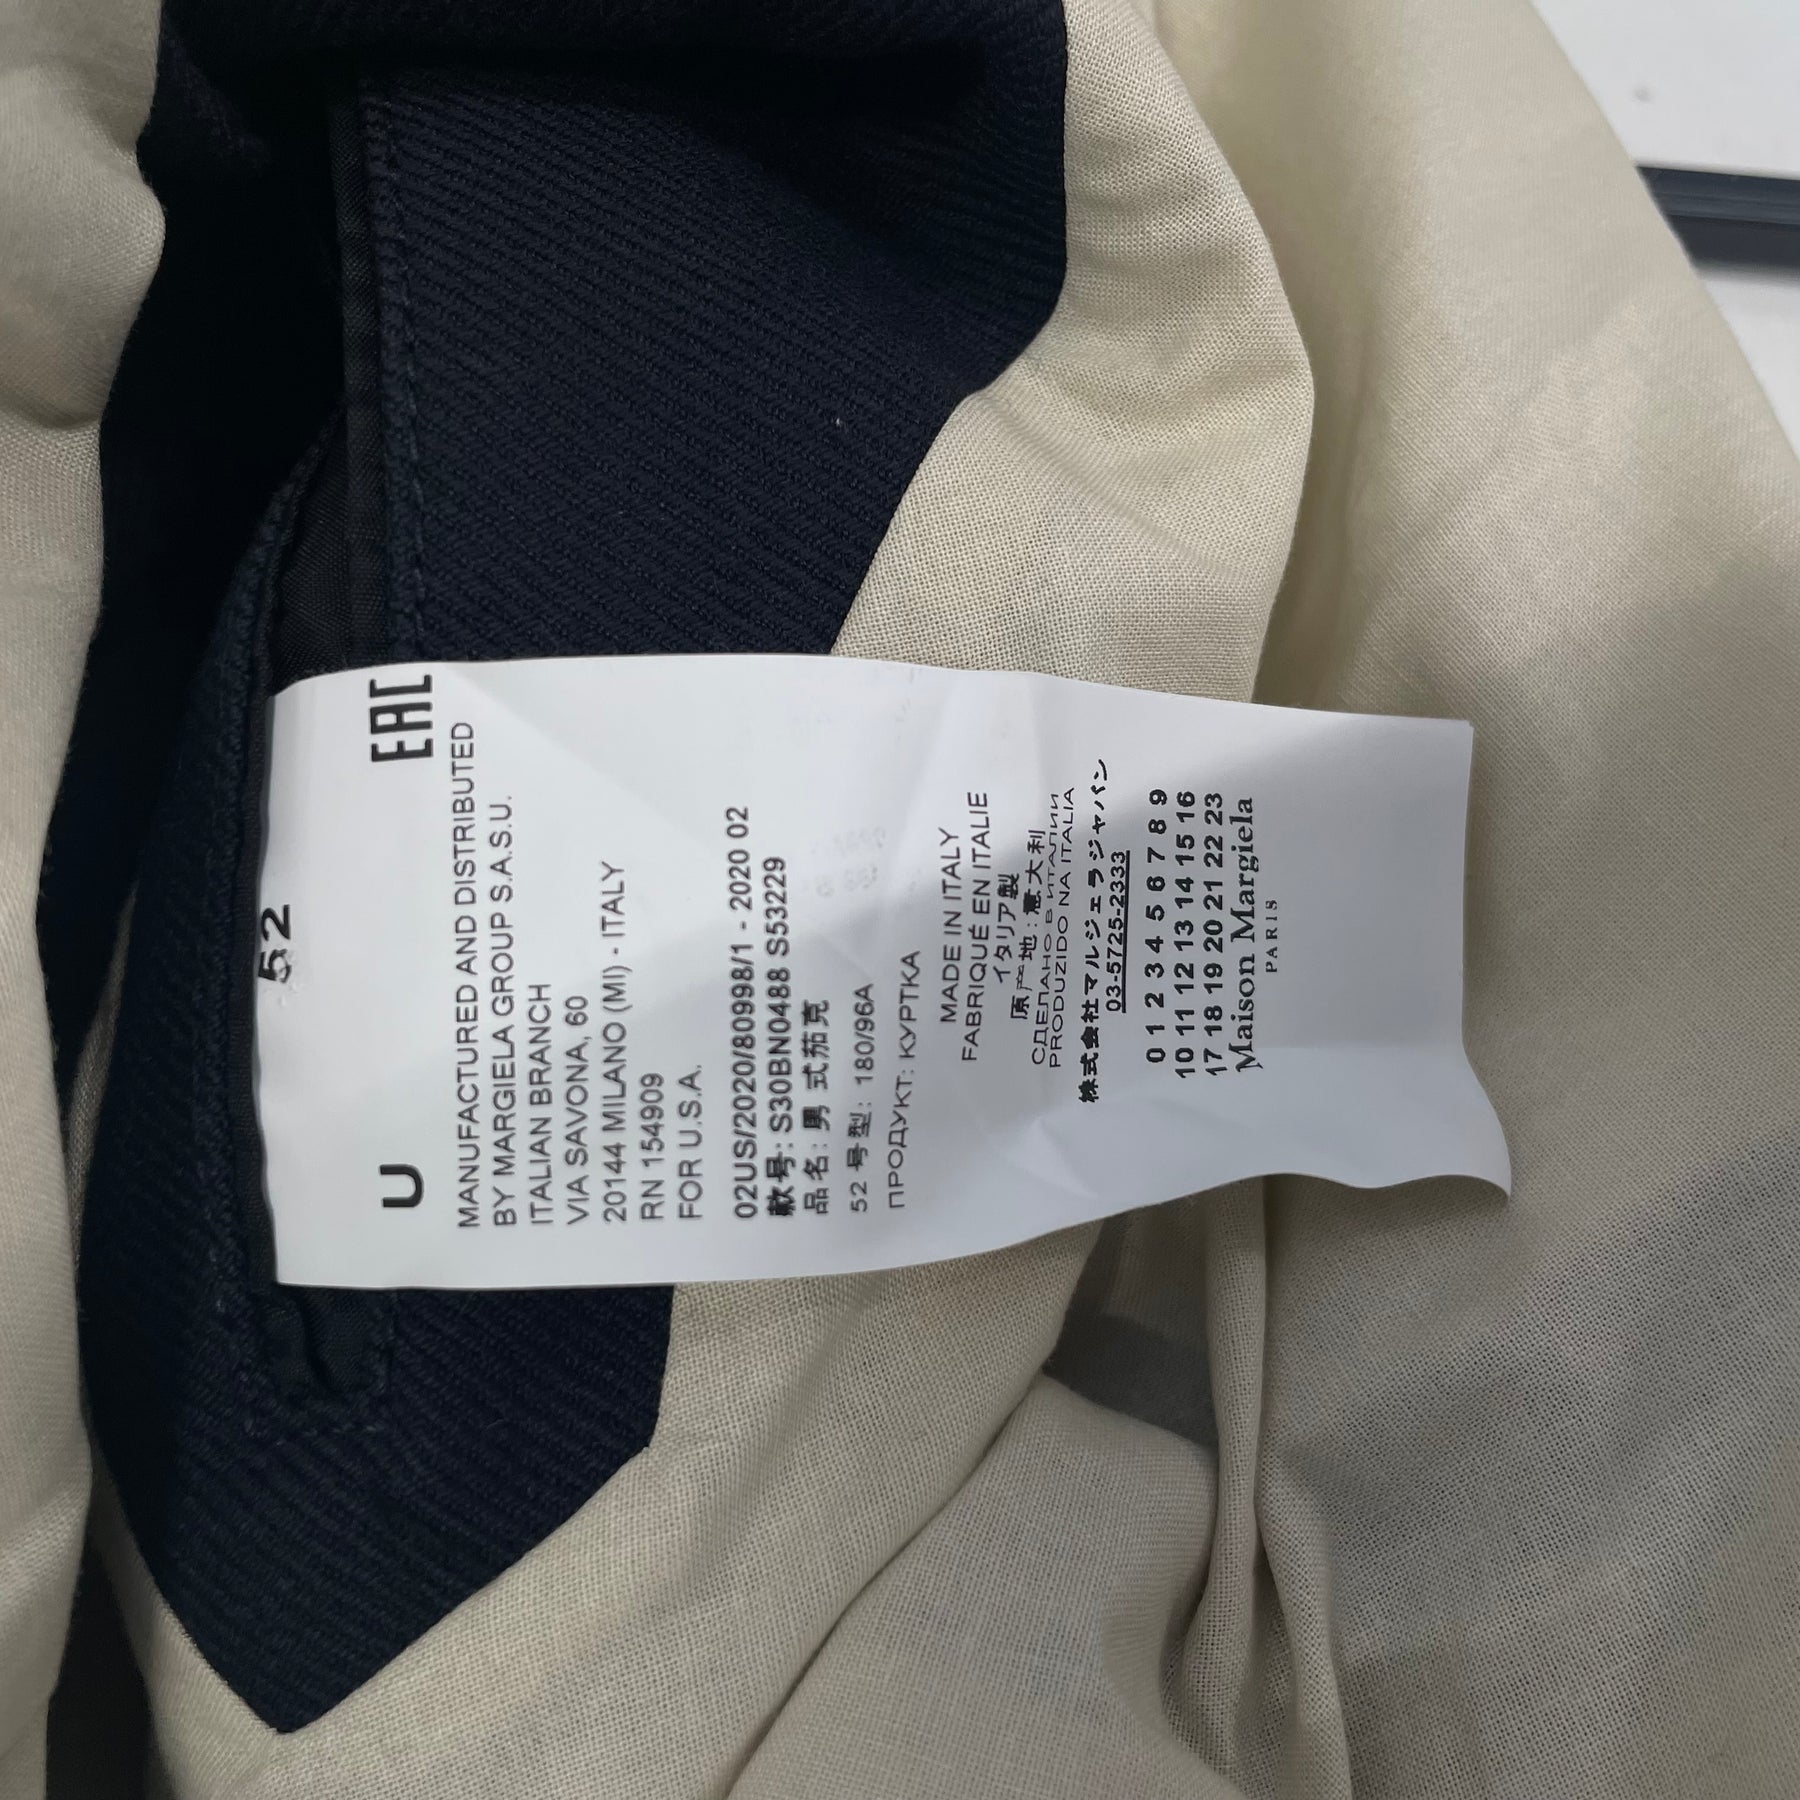 52
U EAC
MANUFACTURED AND DISTRIBUTED
BY MARGIELA GROUP S.A.S.U.
ITALIAN BRANCH
VIA SAVONA, 60
20144 MILANO (MI) - ITALY
RN 154909
FOR U.S.A.
02US/2020/80998/1 - 2020 02
款号: S30BN0488 S53229
品名: 男 式茄克
52 号型: 180/96A
ПРОДУКТ: КУРТКА
MADE IN ITALY
FABRIQUÉ EN ITALIE
イタリア製
原产地: 意大利
СДЕЛАНО В ИТАЛИИ
PRODUZIDO NA ITALIA
株式会社マルジェラジャパン
03-5725-2333
0 1 2 3 4 5 6 7 8 9
10 11 12 13 14 15 16
17 18 19 20 21 22 23
Maison Margiela
PARIS